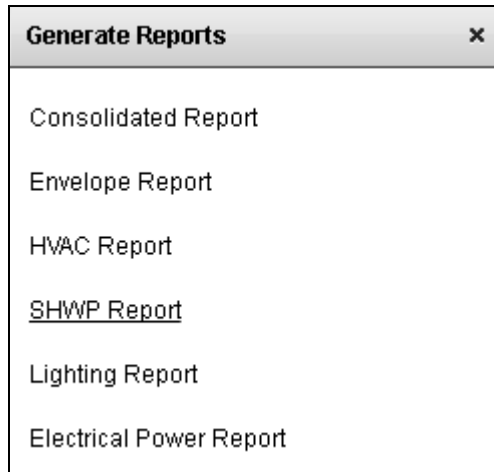 Generate Reports ×
Consolidated Report
Envelope Report
HVAC Report
SHWP Report
Lighting Report
Electrical Power Report